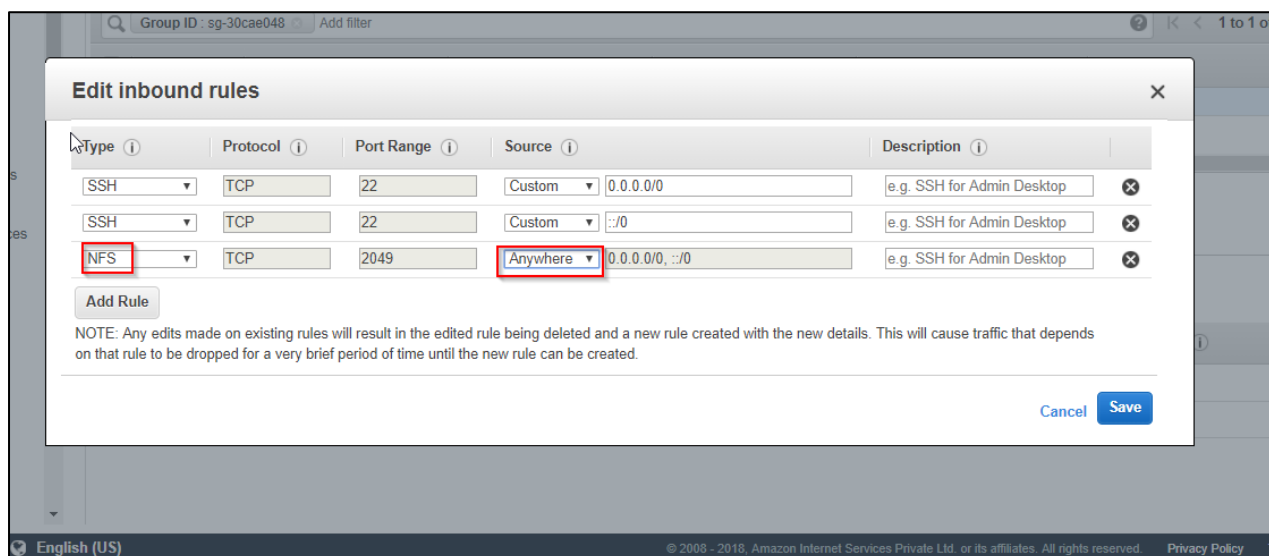 Group ID : sg-30cae048 Add filter 1 to 1 o
Edit inbound rules
Type Protocol Port Range Source Description
SSH TCP 22 Custom 0.0.0.0/0 e.g. SSH for Admin Desktop
s
SSH TCP 22 Custom ::/0 e.g. SSH for Admin Desktop
ces
NFS TCP 2049 Anywhere 0.0.0.0/0, ::/0 e.g. SSH for Admin Desktop
Add Rule
NOTE: Any edits made on existing rules will result in the edited rule being deleted and a new rule created with the new details. This will cause traffic that depends
on that rule to be dropped for a very brief period of time until the new rule can be created.
Cancel Save
English (US) © 2008 - 2018, Amazon Internet Services Private Ltd. or its affiliates. All rights reserved. Privacy Policy